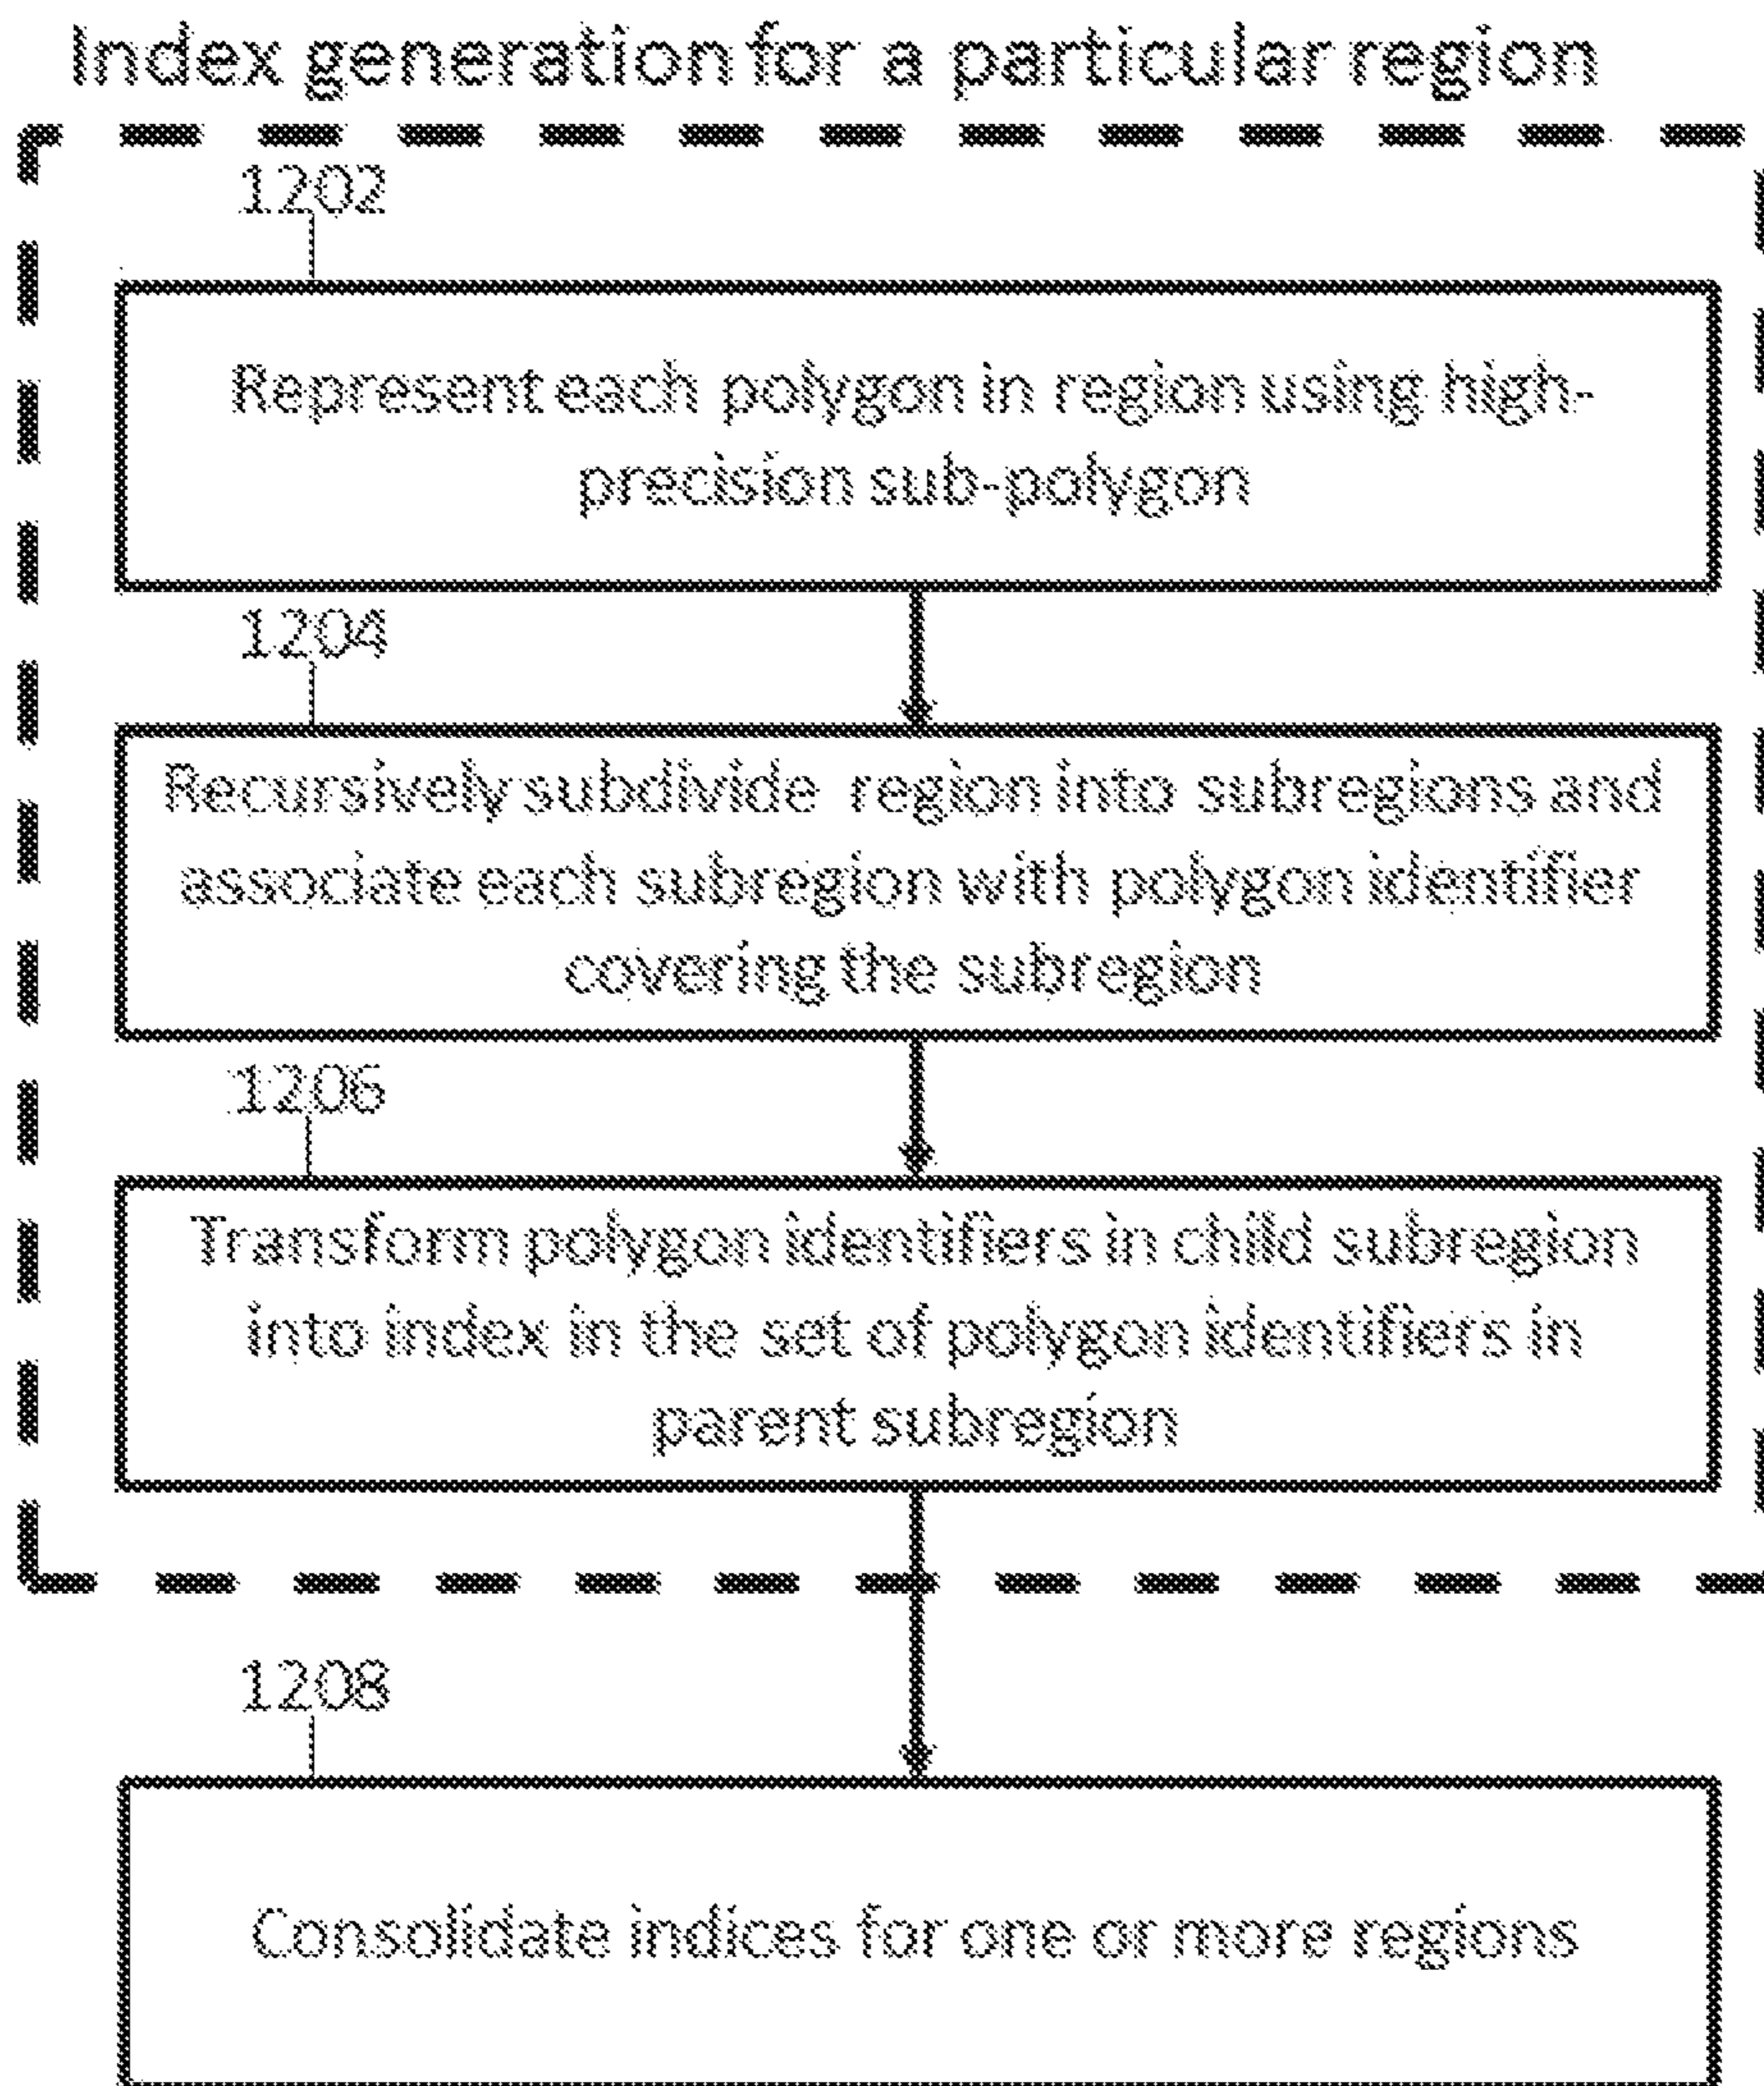 Index generation for a particular region
1202
Represent each polygon in region using high-
precision sub-polygon
1204
Recursively subdivide region into subregions and
associate each subregion with polygon identifier
covering the subregion
1206
Transform polygon identifiers in child subregion
into index in the set of polygon identifiers in
parent subregion
1208
Consolidate indices for one or more regions